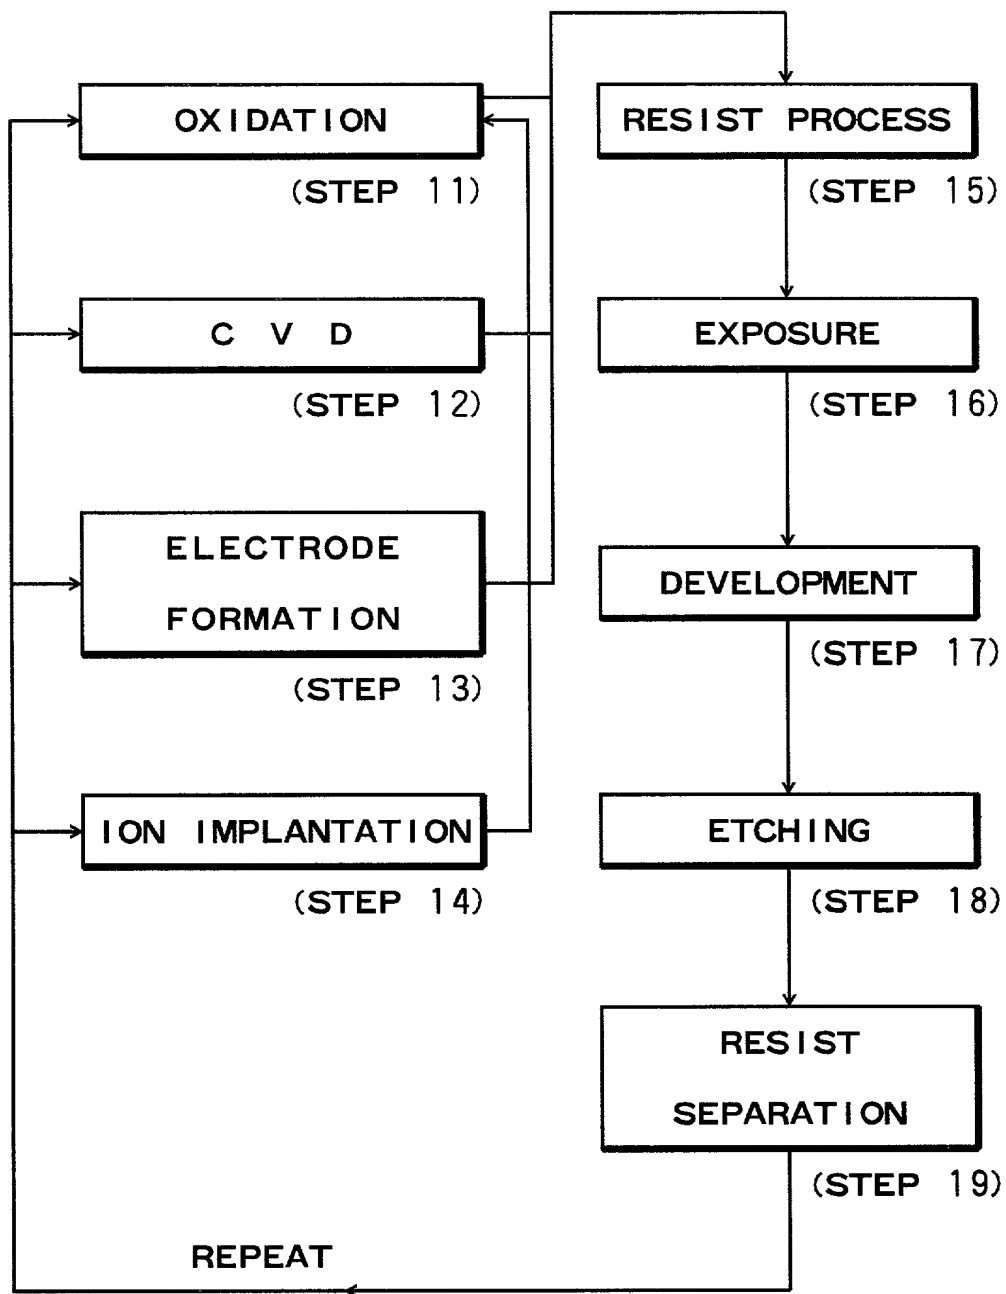 OXIDATION
(STEP 11)
C V D
(STEP 12)
ELECTRODE
FORMATION
(STEP 13)
ION IMPLANTATION
(STEP 14)
RESIST PROCESS
(STEP 15)
EXPOSURE
(STEP 16)
DEVELOPMENT
(STEP 17)
ETCHING
(STEP 18)
RESIST
SEPARATION
(STEP 19)
REPEAT